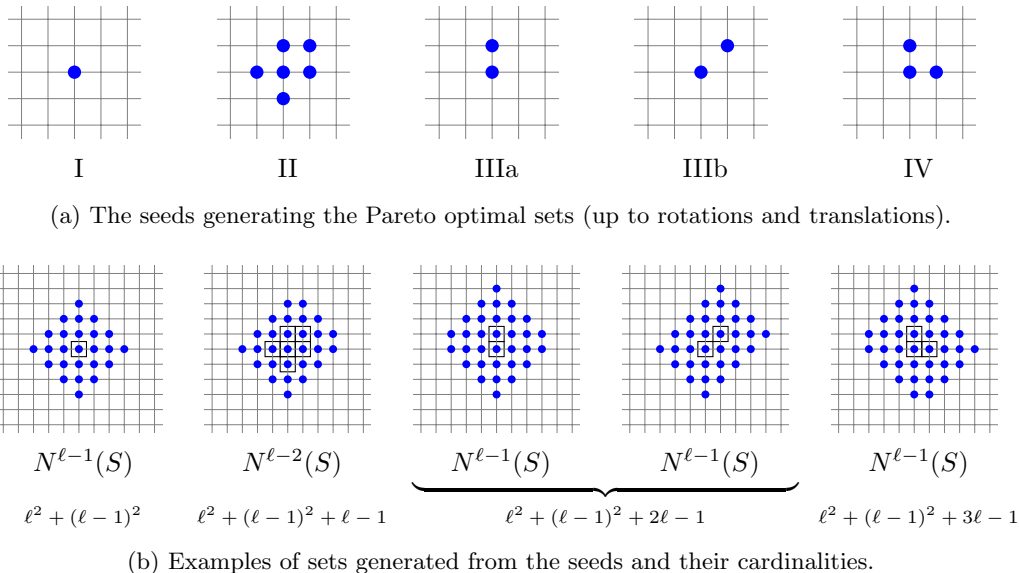 I II IIIa IIIb IV
(a) The seeds generating the Pareto optimal sets (up to rotations and translations).
N^{ℓ−1}(S) N^{ℓ−2}(S) N^{ℓ−1}(S) N^{ℓ−1}(S) N^{ℓ−1}(S)
ℓ² + (ℓ − 1)² ℓ² + (ℓ − 1)² + ℓ − 1 ℓ² + (ℓ − 1)² + 2ℓ − 1 ℓ² + (ℓ − 1)² + 3ℓ − 1
(b) Examples of sets generated from the seeds and their cardinalities.